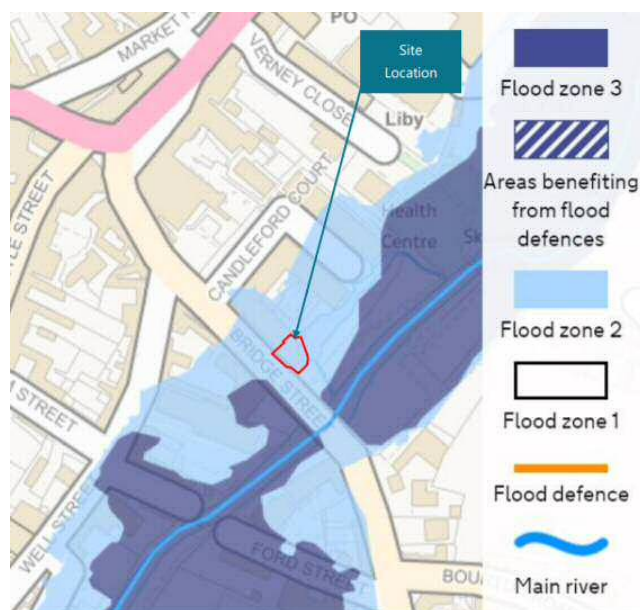 PO
MARKET
VERNEY CLOSE
Site
Location
Liby
CANDLEFORD COURT
Health
Centre
BRIDGE STREET
STREET
WELL STREET
FORD STREET
Flood zone 3
Areas benefiting
from flood
defences
Flood zone 2
Flood zone 1
Flood defence
Main river